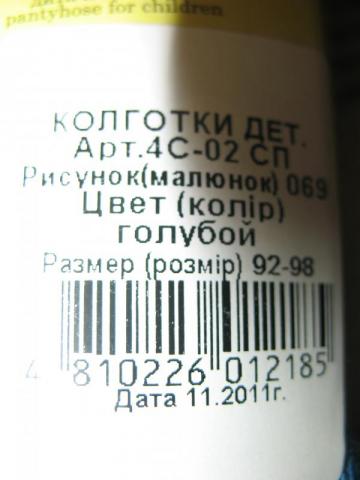 pantyhose for children
КОЛГОТКИ ДЕТ.
Арт.4С-02 СП
Рисунок(малюнок) 069
Цвет (колір)
голубой
Размер (розмір) 92-98
4 810226 012185
Дата 11.2011г.